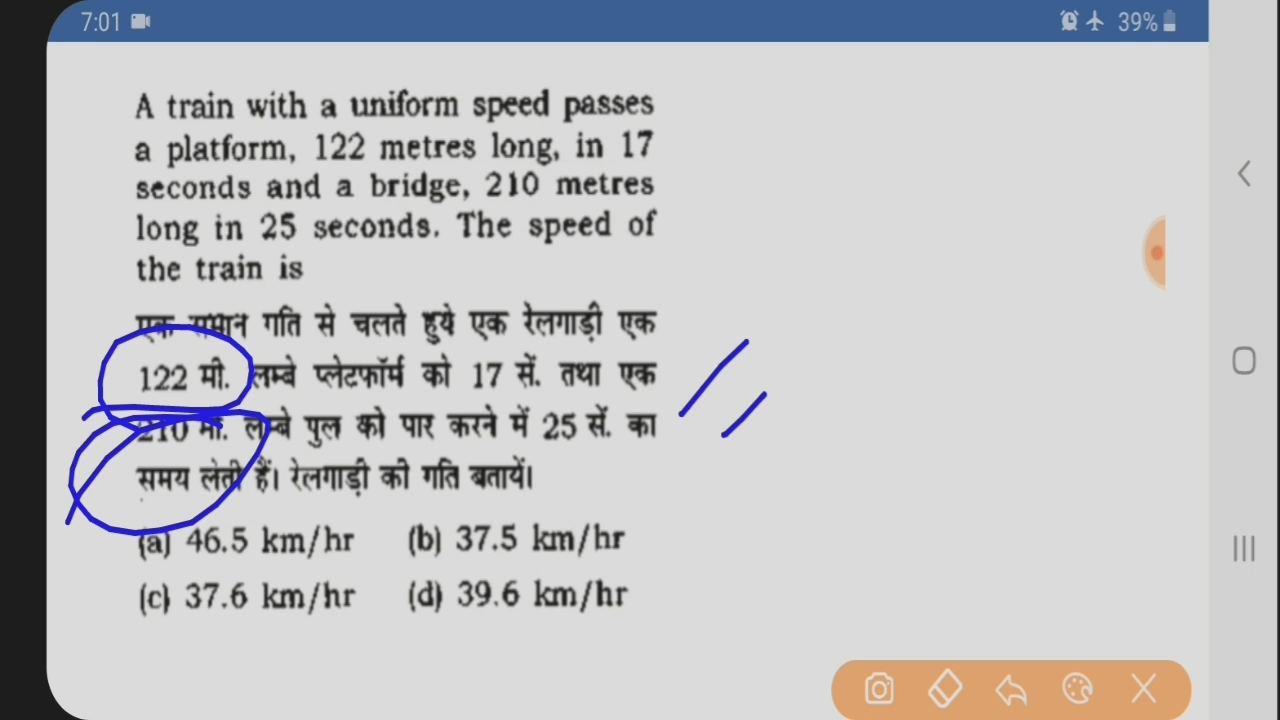 7:01
39%
A train with a uniform speed passes
a platform, 122 metres long, in 17
seconds and a bridge, 210 metres
long in 25 seconds. The speed of
the train is
एक समान गति से चलते हुये एक रेलगाड़ी एक
122 मी. लम्बे प्लेटफॉर्म को 17 सें. तथा एक
210 मी. लम्बे पुल को पार करने में 25 सें. का
समय लेती हैं। रेलगाड़ी की गति बतायें।
(a) 46.5 km/hr (b) 37.5 km/hr
(c) 37.6 km/hr (d) 39.6 km/hr